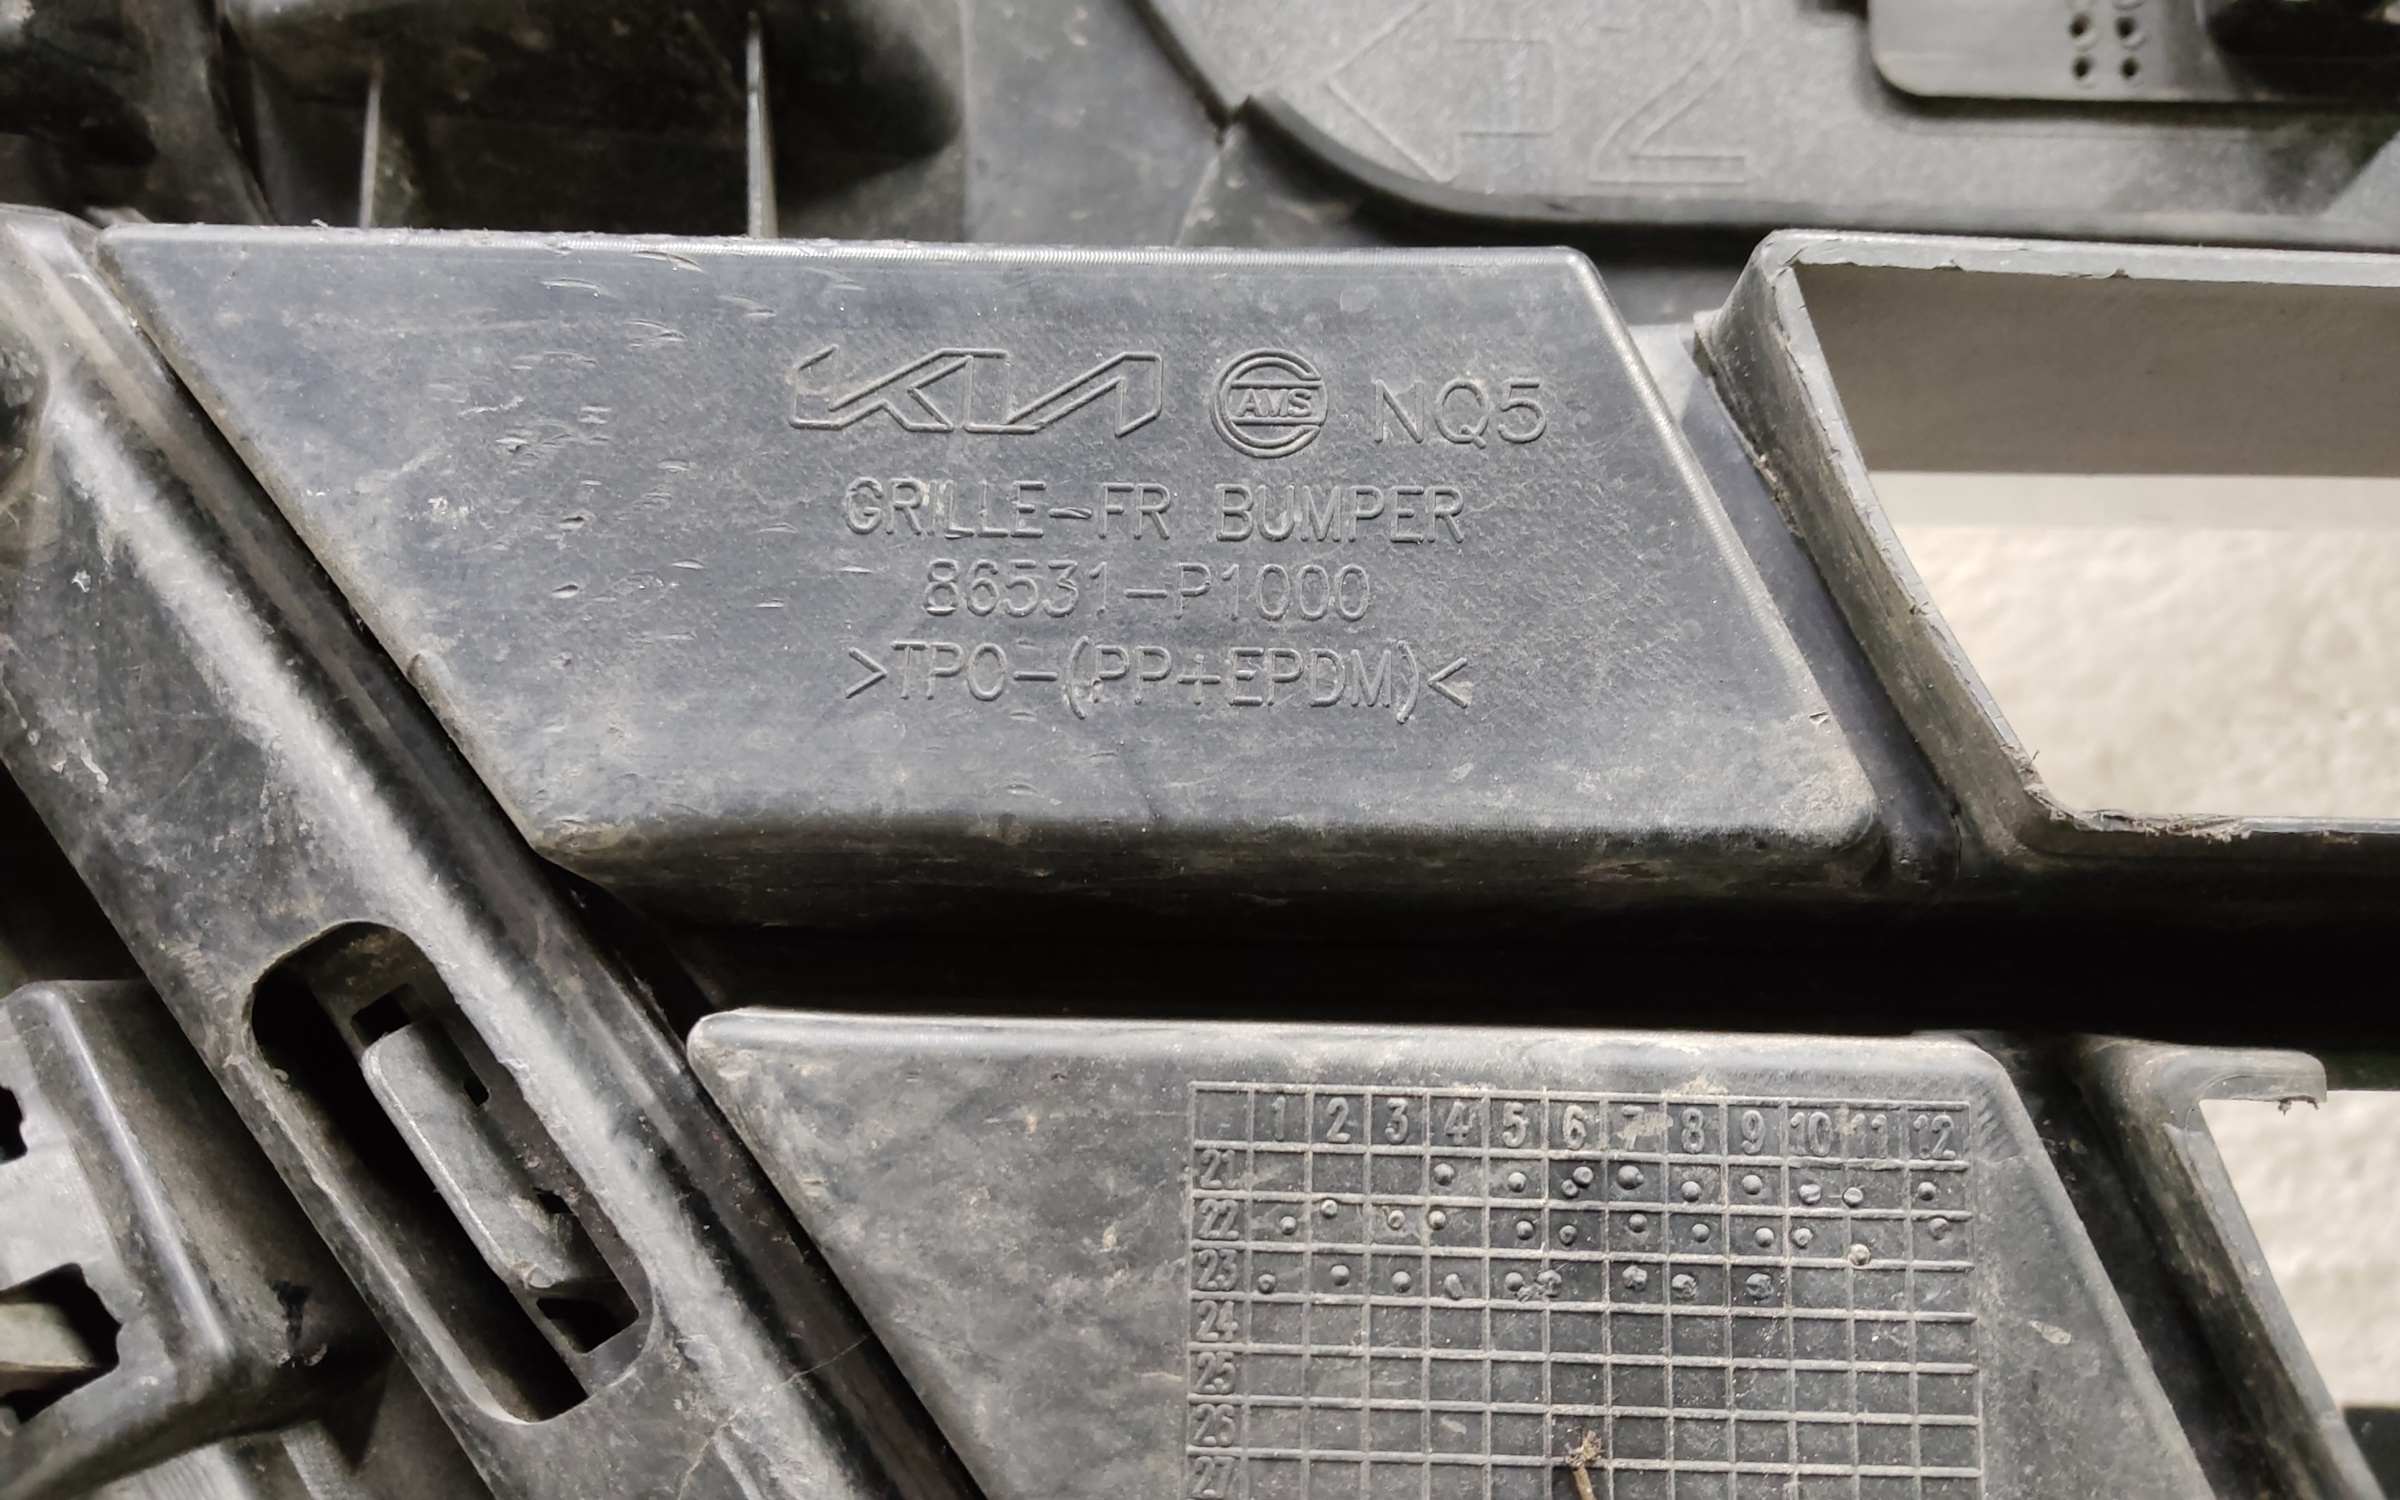 42
KIA AMS NQ5
GRILLE-FR BUMPER
86531-P1000
>TPO-(PP+EPDM)<
1 2 3 4 5 6 7 8 9 10 11 12
21
22
23
24
25
26
27